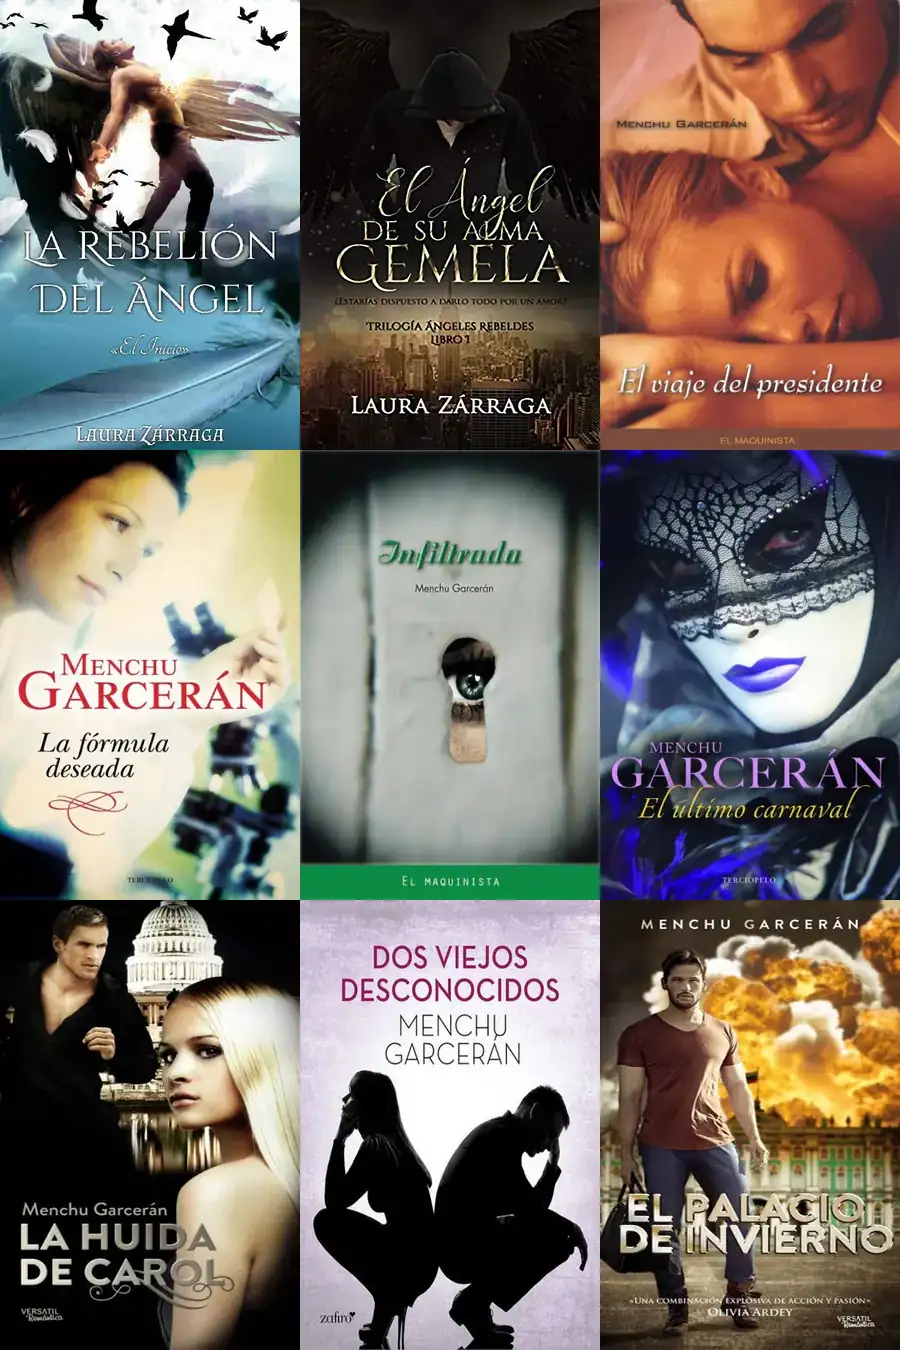 LA REBELIÓN
DEL ÁNGEL
«El Inicio»
LAURA ZÁRRAGA
El Ángel
DE SU ALMA
GEMELA
¿ESTARÍAS DISPUESTO A DARLO TODO POR UN AMOR?
TRILOGÍA ÁNGELES REBELDES
LIBRO I
LAURA ZÁRRAGA
MENCHU GARCERÁN
El viaje del presidente
EL MAQUINISTA
MENCHU
GARCERÁN
La fórmula
deseada
TERCIOPELO
Infiltrada
Menchu Garcerán
EL MAQUINISTA
MENCHU
GARCERÁN
El último carnaval
TERCIOPELO
Menchu Garcerán
LA HUIDA
DE CAROL
VERSATIL
Romántica
DOS VIEJOS
DESCONOCIDOS
MENCHU
GARCERÁN
zafiro
MENCHU GARCERÁN
EL PALACIO
DE INVIERNO
«UNA COMBINACIÓN EXPLOSIVA DE ACCIÓN Y PASIÓN»
OLIVIA ARDEY
VERSATIL
Romántica